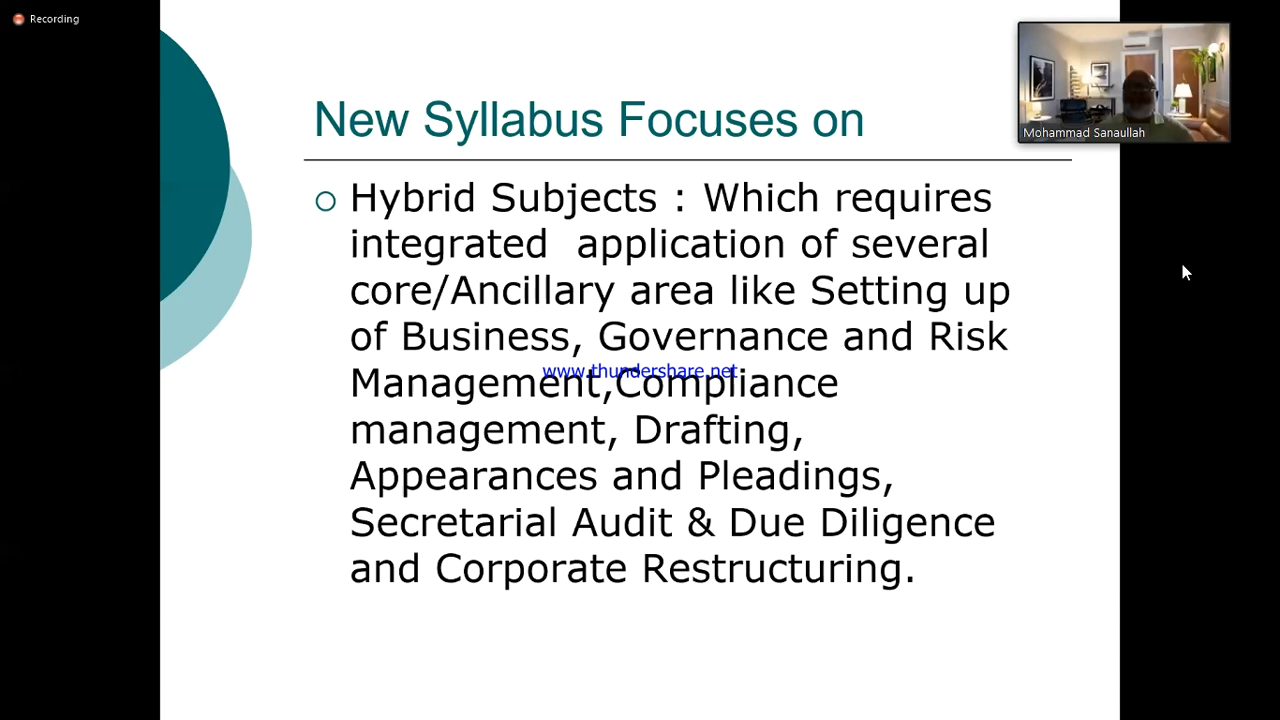 Recording
Mohammad Sanaullah
New Syllabus Focuses on
Hybrid Subjects : Which requires
integrated  application of several
core/Ancillary area like Setting up
of Business, Governance and Risk
www.thundershare.net
Management,Compliance
management, Drafting,
Appearances and Pleadings,
Secretarial Audit & Due Diligence
and Corporate Restructuring.